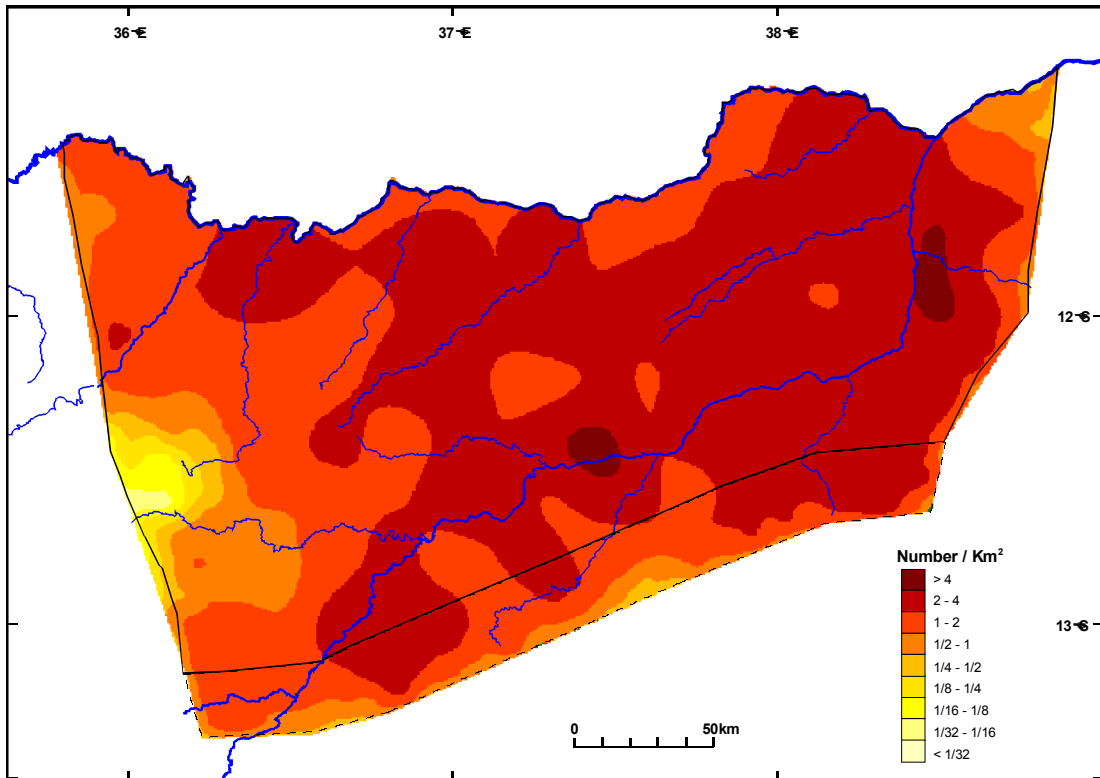 36°E
37°E
38°E
12°S
13°S
Number / Km²
> 4
2 - 4
1 - 2
1/2 - 1
1/4 - 1/2
1/8 - 1/4
1/16 - 1/8
1/32 - 1/16
< 1/32
0 50km